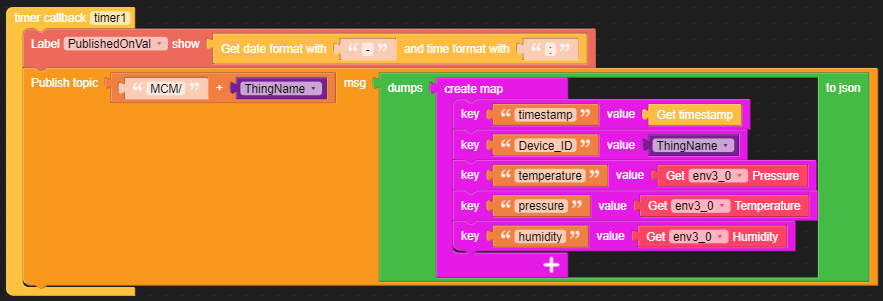 timer callback timer1
Label PublishedOnVal show Get date format with “ - ” and time format with “ : ”
Publish topic “ MCM/ ” + ThingName msg dumps create map to json
key “ timestamp ” value Get timestamp
key “ Device_ID ” value ThingName
key “ temperature ” value Get env3_0 Pressure
key “ pressure ” value Get env3_0 Temperature
key “ humidity ” value Get env3_0 Humidity
+